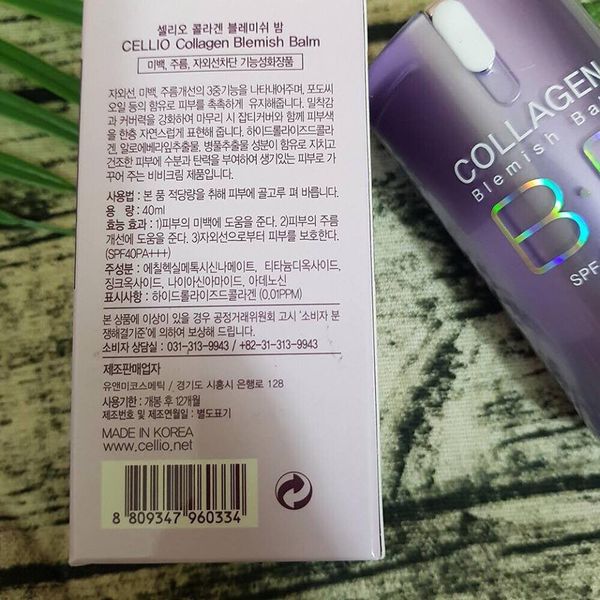 셀리오 콜라겐 블레미쉬 밤
CELLIO Collagen Blemish Balm
미백, 주름, 자외선차단 기능성화장품
자외선, 미백, 주름개선의 3중기능을 나타내어주며, 포도씨
오일 등의 함유로 피부를 촉촉하게 유지해줍니다. 밀착감
과 커버력을 강화하여 마무리 시 잡티커버와 함께 피부색
을 한층 자연스럽게 표현해 줍니다. 하이드롤라이즈드콜라
겐, 알로에베라잎추출물, 병풀추출물 성분이 함유로 지치고
건조한 피부에 수분과 탄력을 부여하여 생기있는 피부로 가
꾸어 주는 비비크림 제품입니다.
사용법 : 본 품 적당량을 취해 피부에 골고루 펴 바릅니다.
용 량 : 40ml
효능 효과 : 1)피부의 미백에 도움을 준다. 2)피부의 주름
개선에 도움을 준다. 3)자외선으로부터 피부를 보호한다.
(SPF40PA+++)
주성분 : 에칠헥실메톡시신나메이트, 티타늄디옥사이드,
징크옥사이드, 나이아신아마이드, 아데노신
표시사항 : 하이드롤라이즈드콜라겐 (0.01PPM)
본 상품에 이상이 있을 경우 공정거래위원회 고시 '소비자 분
쟁해결기준'에 의하여 보상해 드립니다.
소비자 상담실 : 031-313-9943 / +82-31-313-9943
제조판매업자
유앤미코스메틱 / 경기도 시흥시 은행로 128
사용기한 : 개봉 후 12개월
제조번호 및 제조연월일 : 별도표기
MADE IN KOREA
www.cellio.net
8 809347 960334
COLLAGEN
Blemish Ba
B·
SPF